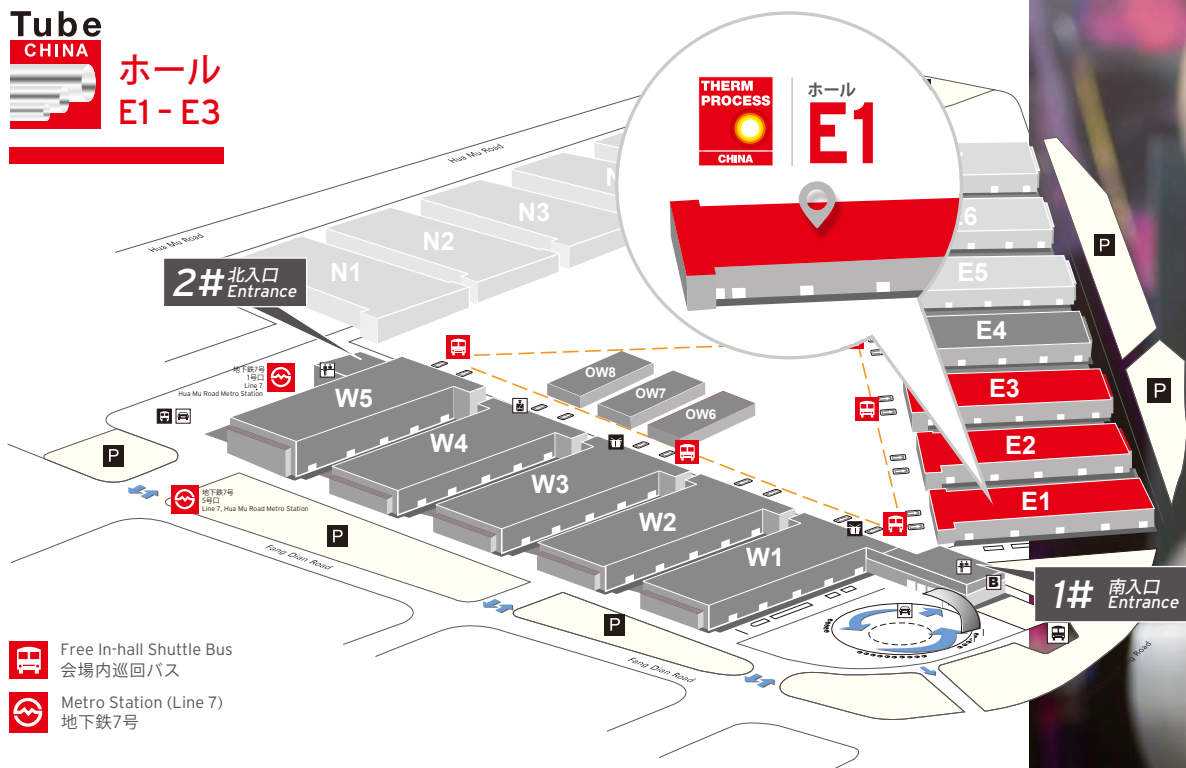 Tube
CHINA
ホール
E1 - E3
THERM
PROCESS
CHINA
ホール
E1
Hua Mu Road
Hua Mu Road
N3
N2
N1
2# 北入口
Entrance
E5
E4
E3
E2
E1
P
P
OW8
OW7
OW6
地下鉄7号
1号口
Line 7
Hua Mu Road Metro Station
W5
W4
W3
W2
W1
P
地下鉄7号
5号口
Line 7, Hua Mu Road Metro Station
P
Fang Dian Road
P
Fang Dian Road
B
1# 南入口
Entrance
Free In-hall Shuttle Bus
会場内巡回バス
Metro Station (Line 7)
地下鉄7号